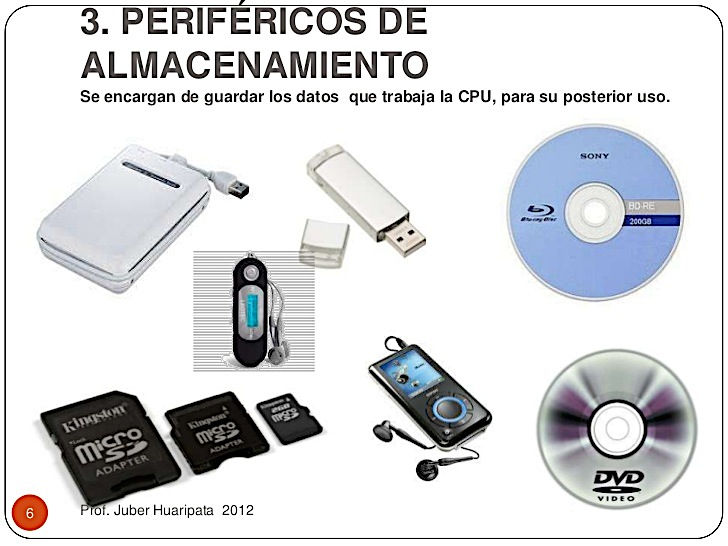 3. PERIFÉRICOS DE
ALMACENAMIENTO
Se encargan de guardar los datos que trabaja la CPU, para su posterior uso.
SONY
BD-RE
200GB
Blu-ray Disc
Kingston
micro
SD
ADAPTER
Kingston
micro
SD
ADAPTER
Kingston
2GB
micro
SD
DVD
VIDEO
6
Prof. Juber Huaripata 2012